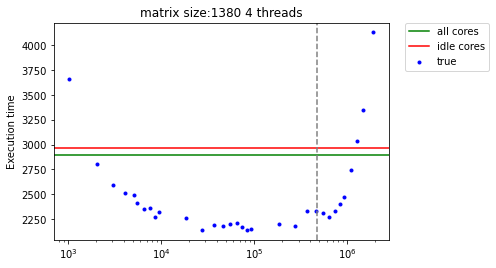 matrix size:1380 4 threads
all cores
idle cores
true
Execution time
4000
3750
3500
3250
3000
2750
2500
2250
10³
10⁴
10⁵
10⁶